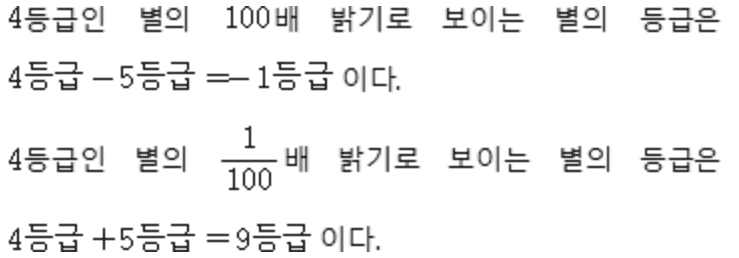 4등급인 별의 100배 밝기로 보이는 별의 등급은
4등급－5등급＝－1등급 이다.
4등급인 별의 1/100 배 밝기로 보이는 별의 등급은
4등급＋5등급＝9등급 이다.